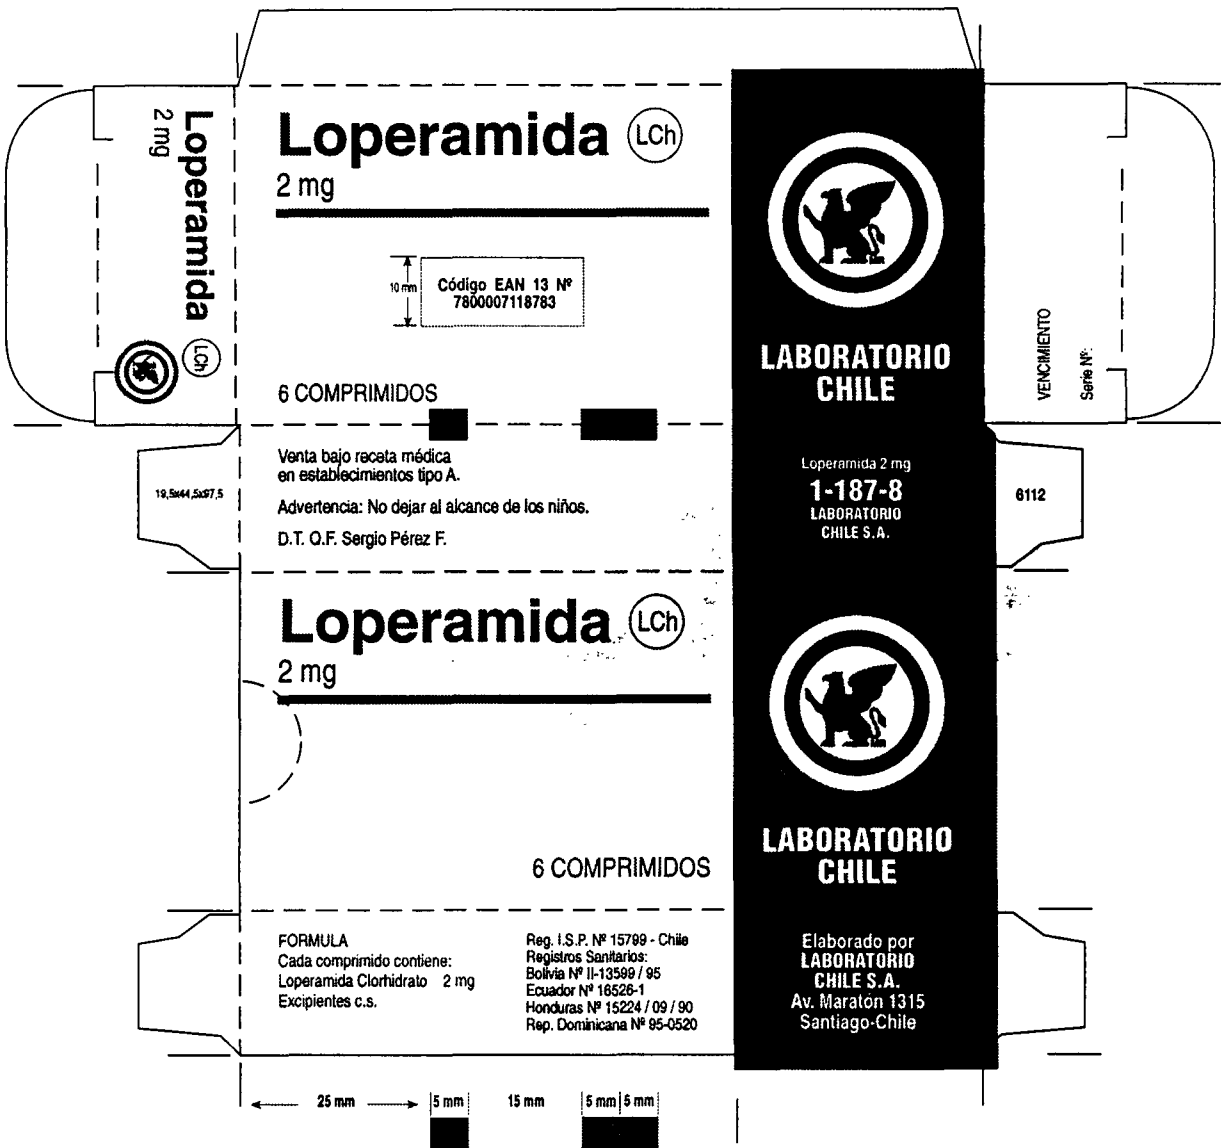 Loperamida LCh
2 mg
10 mm
Código EAN 13 Nº
7800007118783
6 COMPRIMIDOS
Loperamida LCh
2 mg
LABORATORIO
CHILE
VENCIMIENTO
Serie Nº:
Venta bajo receta médica
en establecimientos tipo A.
Advertencia: No dejar al alcance de los niños.
D.T. Q.F. Sergio Pérez F.
19,5x44,5x97,5
Loperamida 2 mg
1-187-8
LABORATORIO
CHILE S.A.
6112
Loperamida LCh
2 mg
6 COMPRIMIDOS
LABORATORIO
CHILE
FORMULA
Cada comprimido contiene:
Loperamida Clorhidrato 2 mg
Excipientes c.s.
Reg. I.S.P. Nº 15799 - Chile
Registros Sanitarios:
Bolivia Nº II-13599 / 95
Ecuador Nº 16526-1
Honduras Nº 15224 / 09 / 90
Rep. Dominicana Nº 95-0520
Elaborado por
LABORATORIO
CHILE S.A.
Av. Maratón 1315
Santiago-Chile
25 mm 5 mm 15 mm 5 mm 5 mm